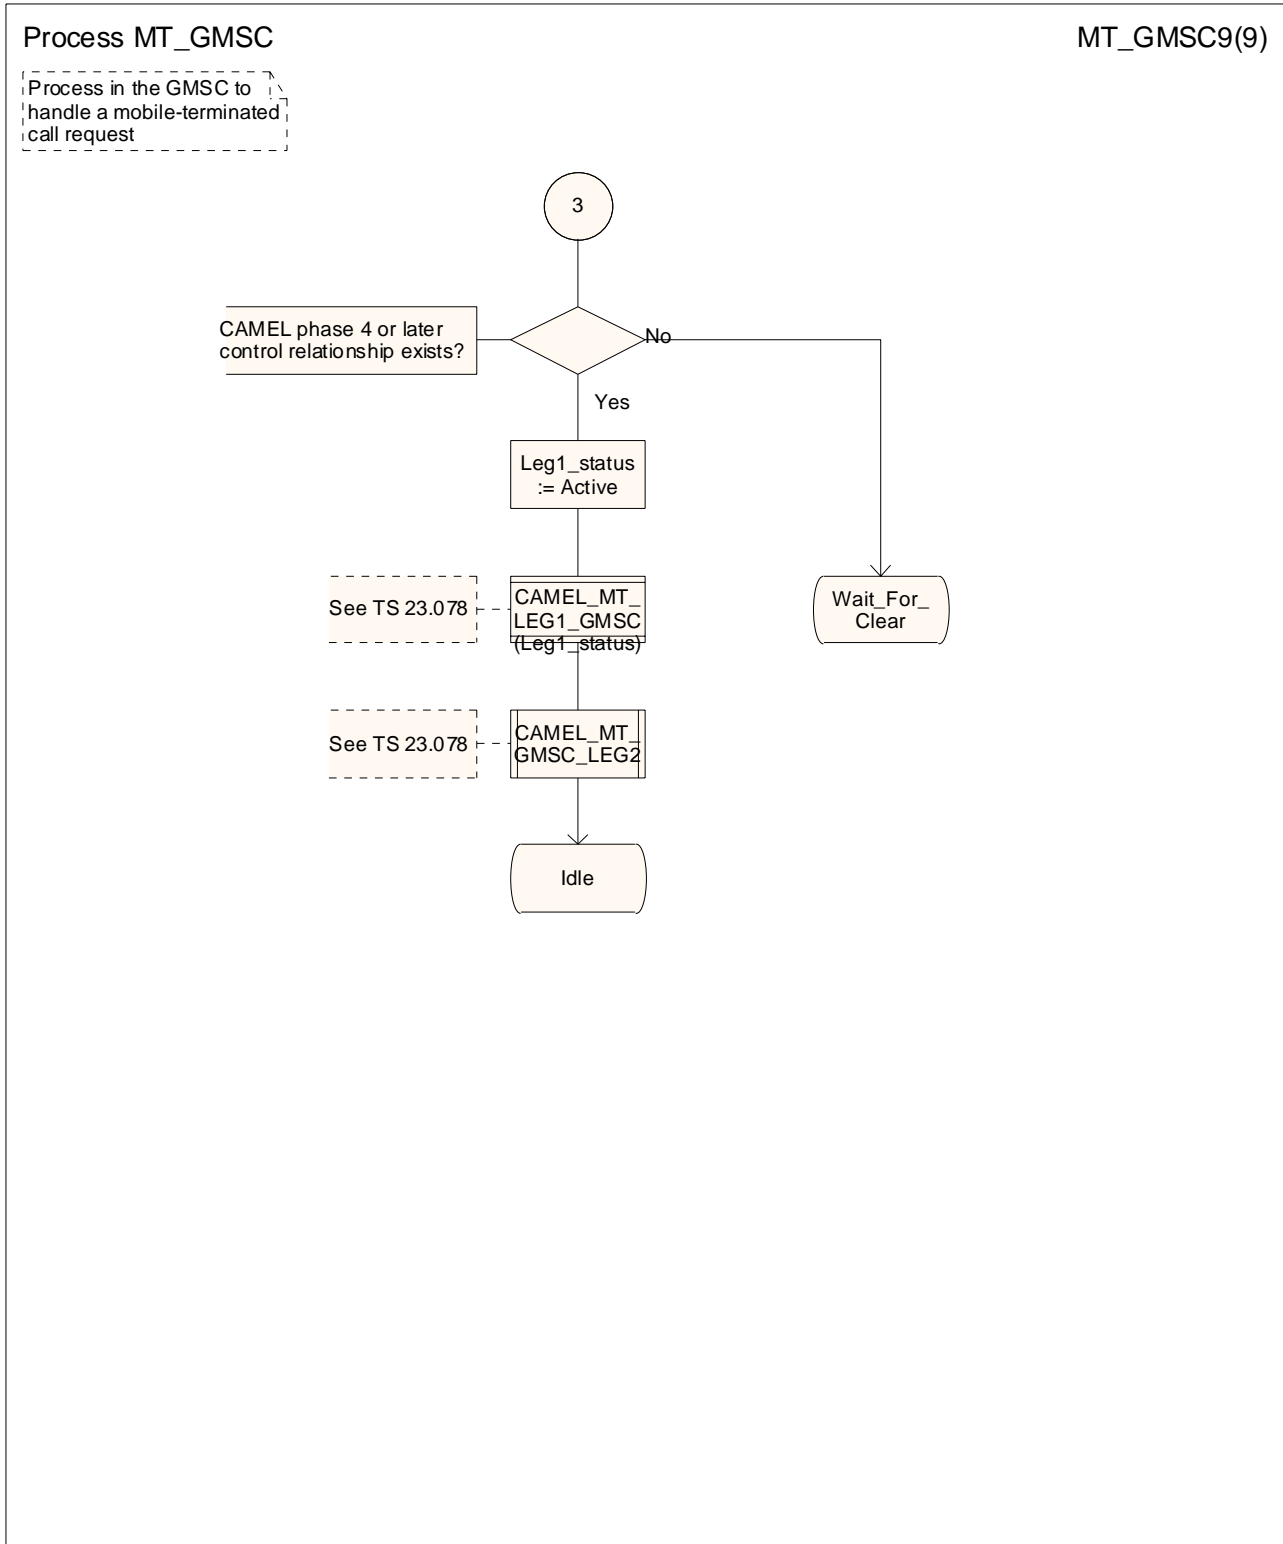 Process MT_GMSC
MT_GMSC9(9)
Process in the GMSC to
handle a mobile-terminated
call request
3
CAMEL phase 4 or later
control relationship exists?
No
Yes
Leg1_status
:= Active
See TS 23.078
CAMEL_MT_
LEG1_GMSC
(Leg1_status)
Wait_For_
Clear
See TS 23.078
CAMEL_MT_
GMSC_LEG2
Idle